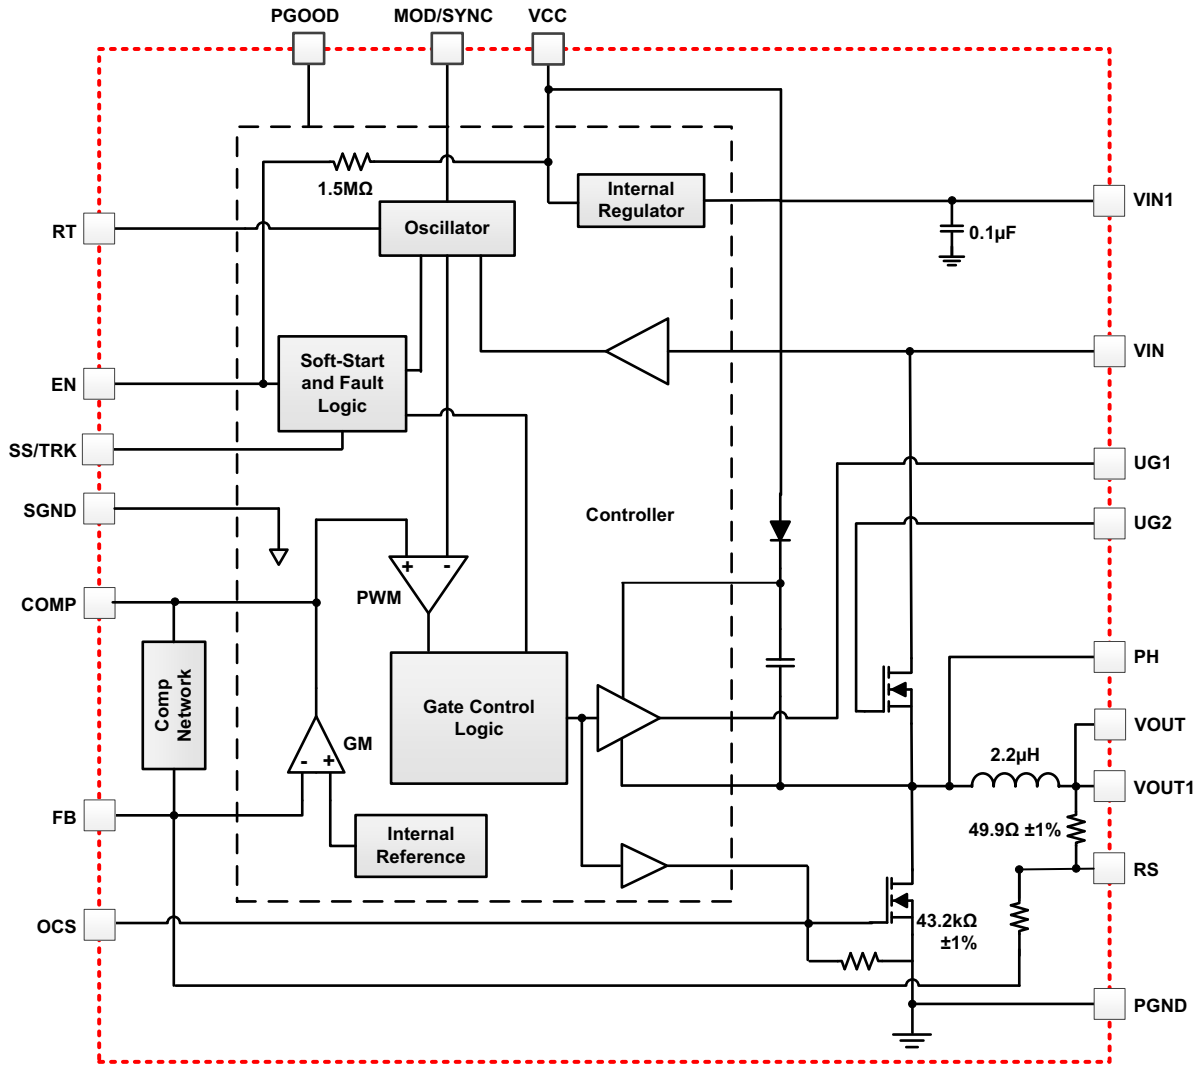 PGOOD
MOD/SYNC
VCC
1.5MΩ
Internal
Regulator
VIN1
0.1µF
RT
Oscillator
VIN
Soft-Start
and Fault
Logic
EN
SS/TRK
UG1
SGND
Controller
UG2
+
-
PWM
COMP
PH
Comp
Network
Gate Control
Logic
VOUT
GM
-
+
2.2µH
VOUT1
FB
49.9Ω ±1%
Internal
Reference
RS
OCS
43.2kΩ
±1%
PGND